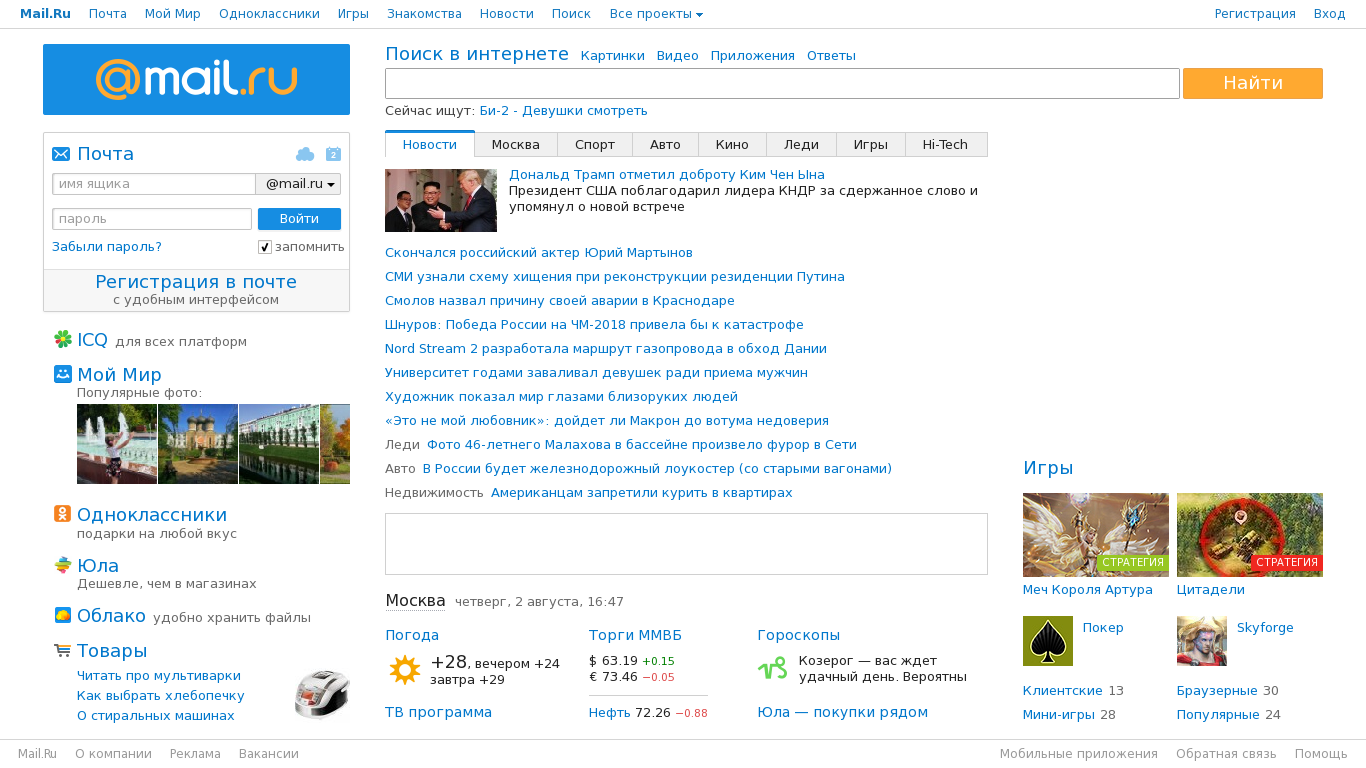 Mail.Ru Почта Мой Мир Одноклассники Игры Знакомства Новости Поиск Все проекты Регистрация Вход
@mail.ru
Почта
2
имя ящика @mail.ru
пароль Войти
Забыли пароль? запомнить
Регистрация в почте
с удобным интерфейсом
ICQ для всех платформ
Мой Мир
Популярные фото:
Одноклассники
подарки на любой вкус
Юла
Дешевле, чем в магазинах
Облако удобно хранить файлы
Товары
Читать про мультиварки
Как выбрать хлебопечку
О стиральных машинах
Поиск в интернете Картинки Видео Приложения Ответы
Найти
Сейчас ищут: Би-2 - Девушки смотреть
Новости Москва Спорт Авто Кино Леди Игры Hi-Tech
Дональд Трамп отметил доброту Ким Чен Ына
Президент США поблагодарил лидера КНДР за сдержанное слово и
упомянул о новой встрече
Скончался российский актер Юрий Мартынов
СМИ узнали схему хищения при реконструкции резиденции Путина
Смолов назвал причину своей аварии в Краснодаре
Шнуров: Победа России на ЧМ-2018 привела бы к катастрофе
Nord Stream 2 разработала маршрут газопровода в обход Дании
Университет годами заваливал девушек ради приема мужчин
Художник показал мир глазами близоруких людей
«Это не мой любовник»: дойдет ли Макрон до вотума недоверия
Леди Фото 46-летнего Малахова в бассейне произвело фурор в Сети
Авто В России будет железнодорожный лоукостер (со старыми вагонами)
Недвижимость Американцам запретили курить в квартирах
Москва четверг, 2 августа, 16:47
Погода
+28, вечером +24
завтра +29
ТВ программа
Торги ММВБ
$ 63.19 +0.15
€ 73.46 −0.05
Нефть 72.26 −0.88
Гороскопы
Козерог — вас ждет
удачный день. Вероятны
Юла — покупки рядом
Игры
СТРАТЕГИЯ СТРАТЕГИЯ
Меч Короля Артура Цитадели
Покер Skyforge
Клиентские 13 Браузерные 30
Мини-игры 28 Популярные 24
Mail.Ru О компании Реклама Вакансии Мобильные приложения Обратная связь Помощь